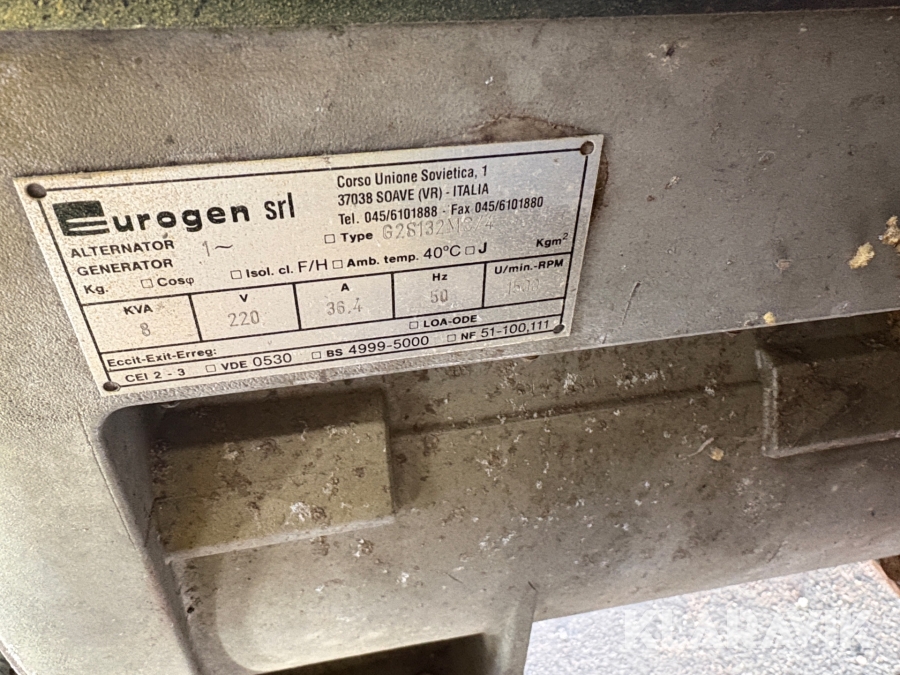 Eurogen srl
Corso Unione Sovietica, 1
37038 SOAVE (VR) - ITALIA
Tel. 045/6101888 - Fax 045/6101880
ALTERNATOR
GENERATOR
1~
□ Type
Kg.
□ Cosφ
□ Isol. cl. F/H □ Amb. temp. 40°C □ J
Kgm²
KVA
V
A
Hz
U/min.-RPM
8
220
36.4
50
Eccit-Exit-Erreg:
□ LOA-ODE
CEI 2 - 3 □ VDE 0530 □ BS 4999-5000 □ NF 51-100,111
KLARAVIK